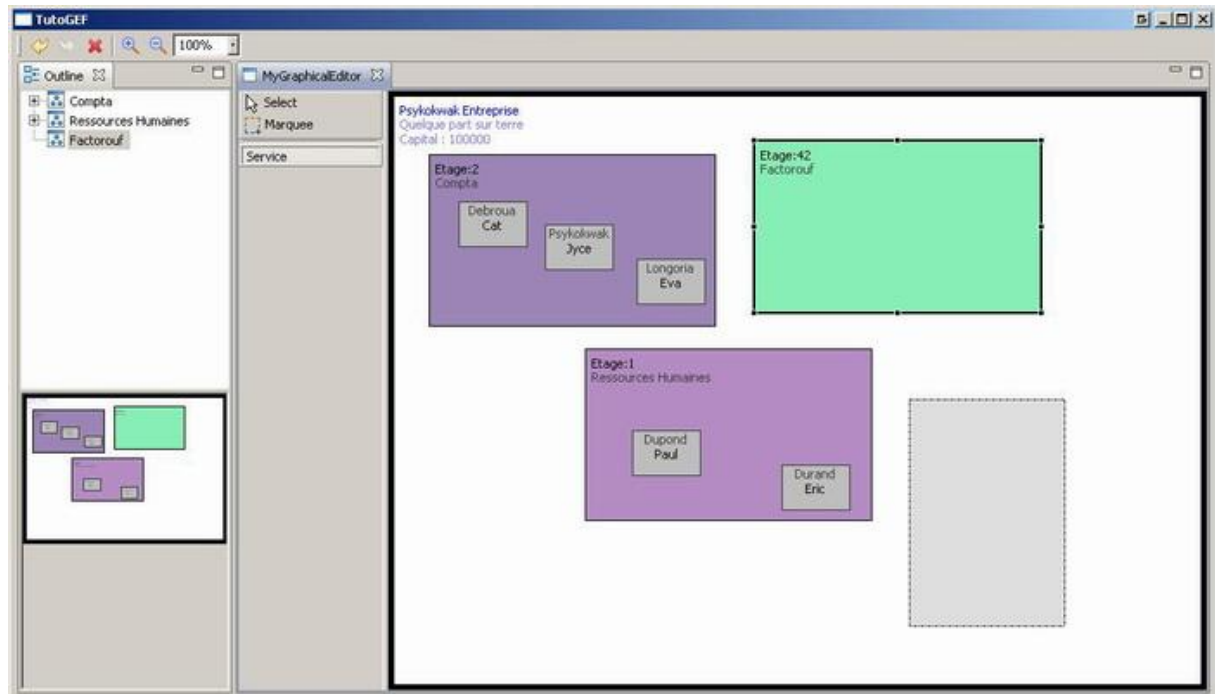 TutoGEF
100%
Outline
Compta
Ressources Humaines
Factorouf
MyGraphicalEditor
Select
Marquee
Service
Psykokwak Entreprise
Quelque part sur terre
Capital : 100000
Etage:2
Compta
Debroua
Cat
Psykokwak
Jyce
Longoria
Eva
Etage:42
Factorouf
Etage:1
Ressources Humaines
Dupond
Paul
Durand
Eric